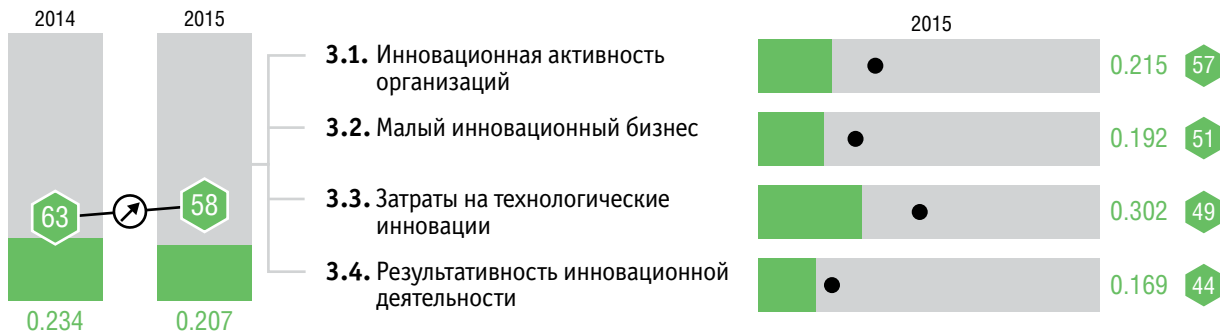 2014 2015 2015
3.1. Инновационная активность
организаций
0.215 57
3.2. Малый инновационный бизнес
0.192 51
63 58
3.3. Затраты на технологические
инновации
0.302 49
3.4. Результативность инновационной
деятельности
0.169 44
0.234 0.207